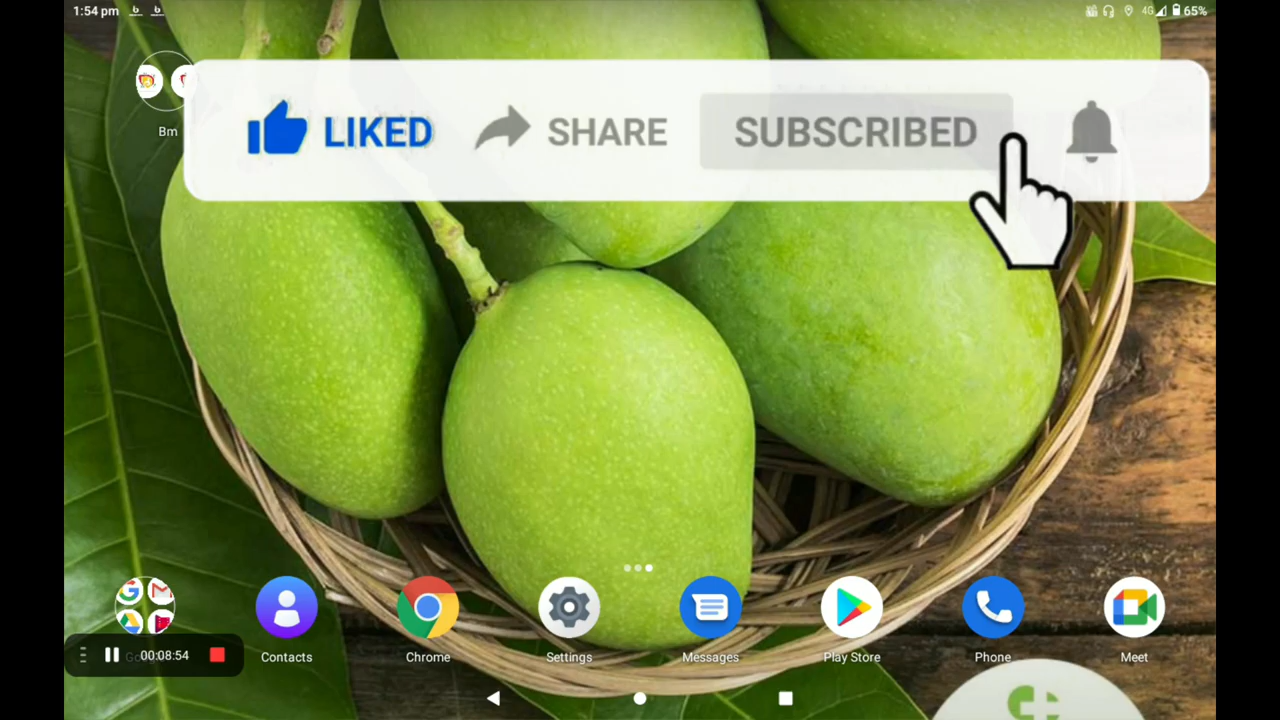 1:54 pm
4G
65%
Bm
LIKED
SHARE
SUBSCRIBED
Contacts
Chrome
Settings
Messages
Play Store
Phone
Meet
00:08:54